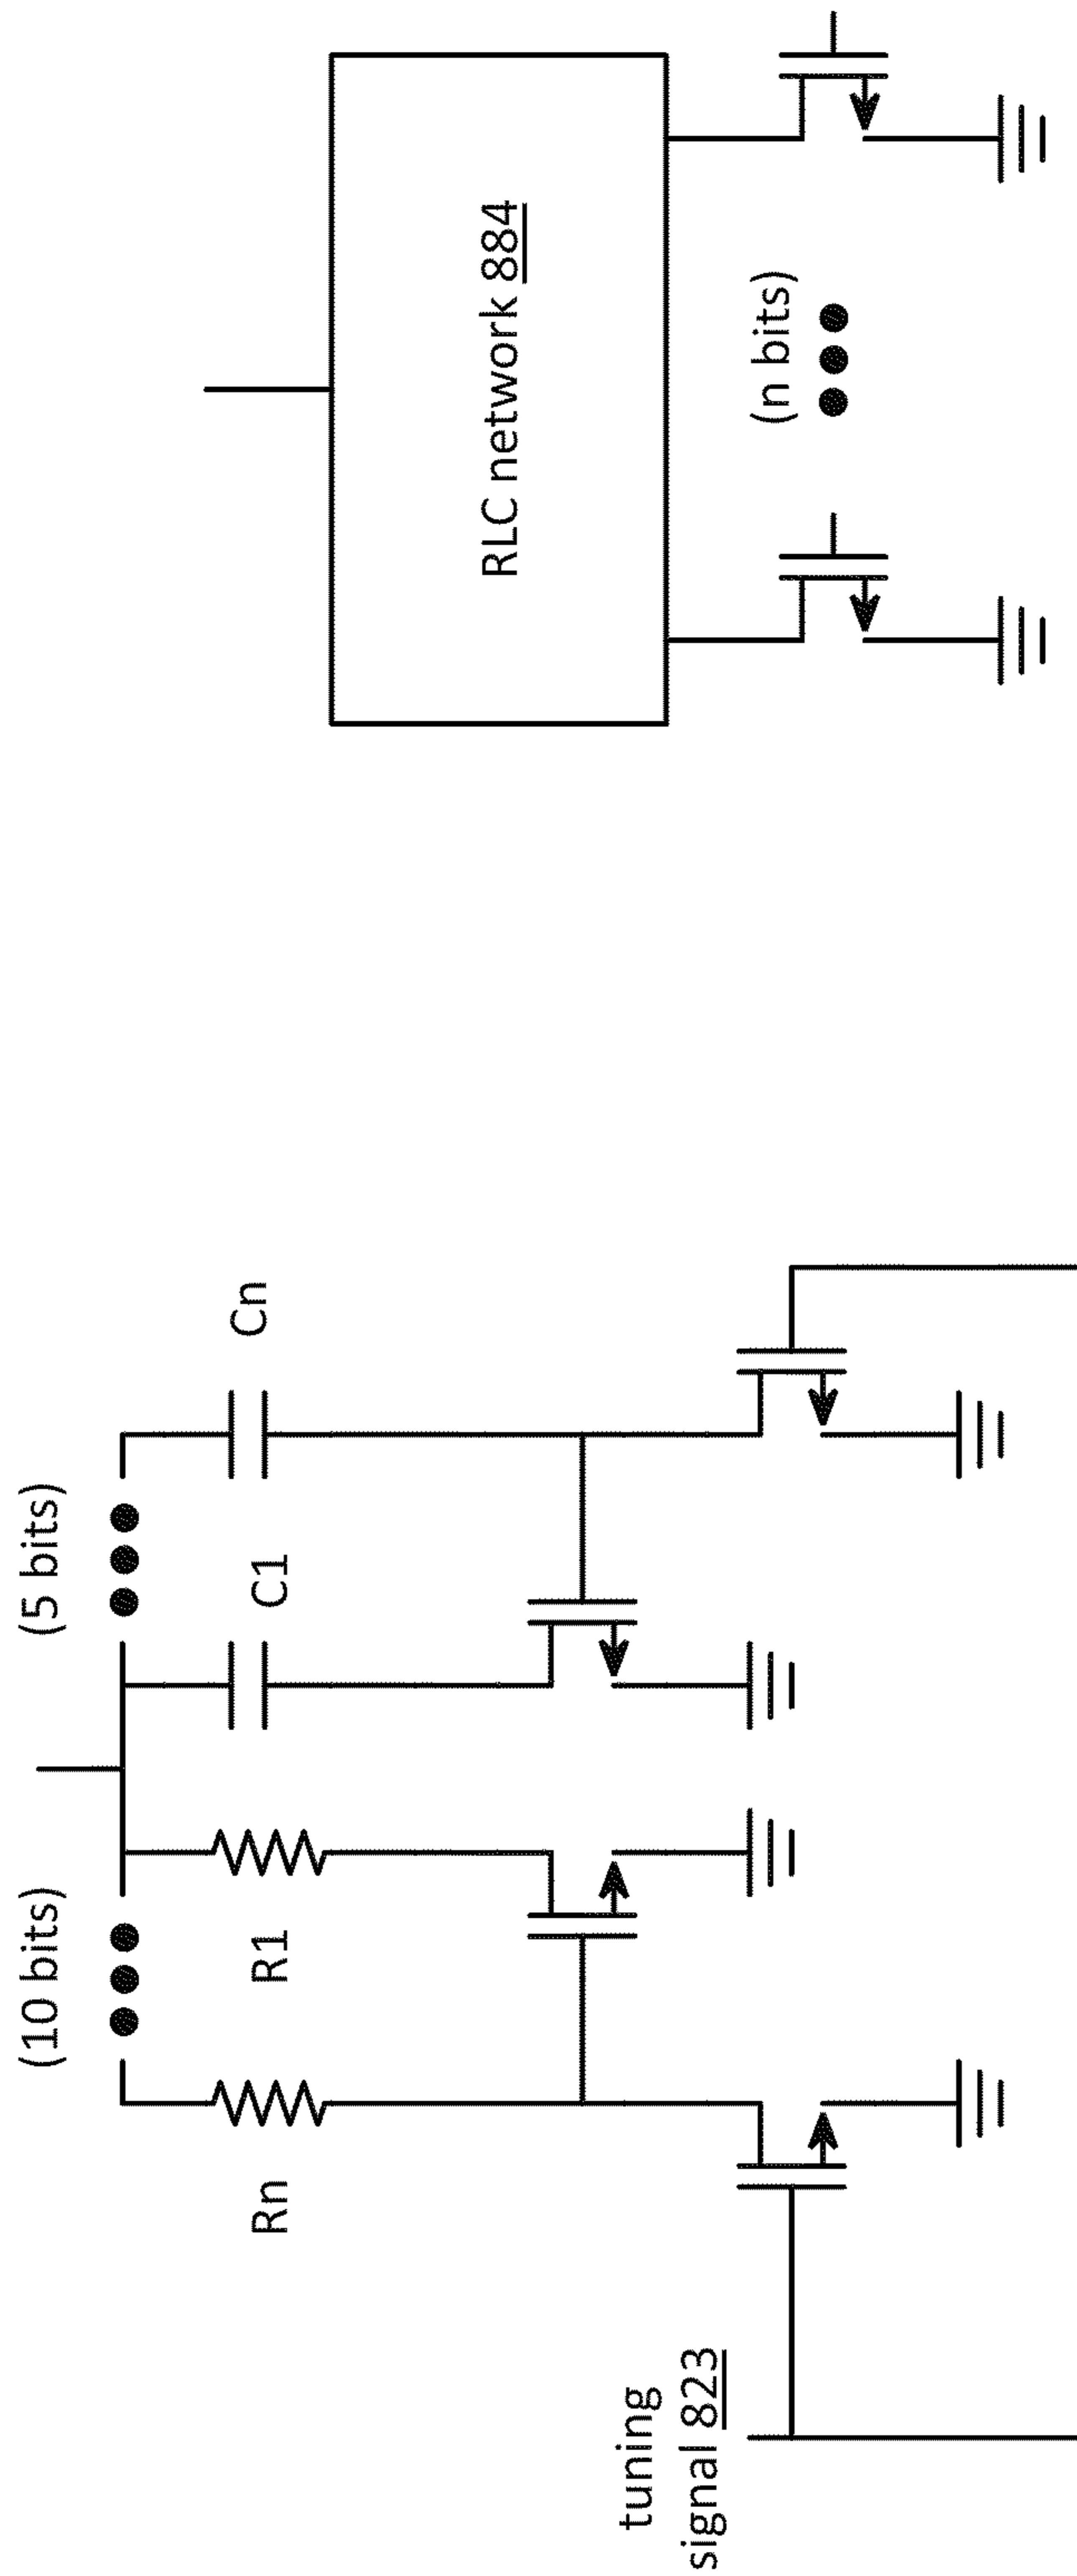 (10 bits)
(5 bits)
Rn
R1
C1
Cn
tuning
signal 823
RLC network 884
(n bits)